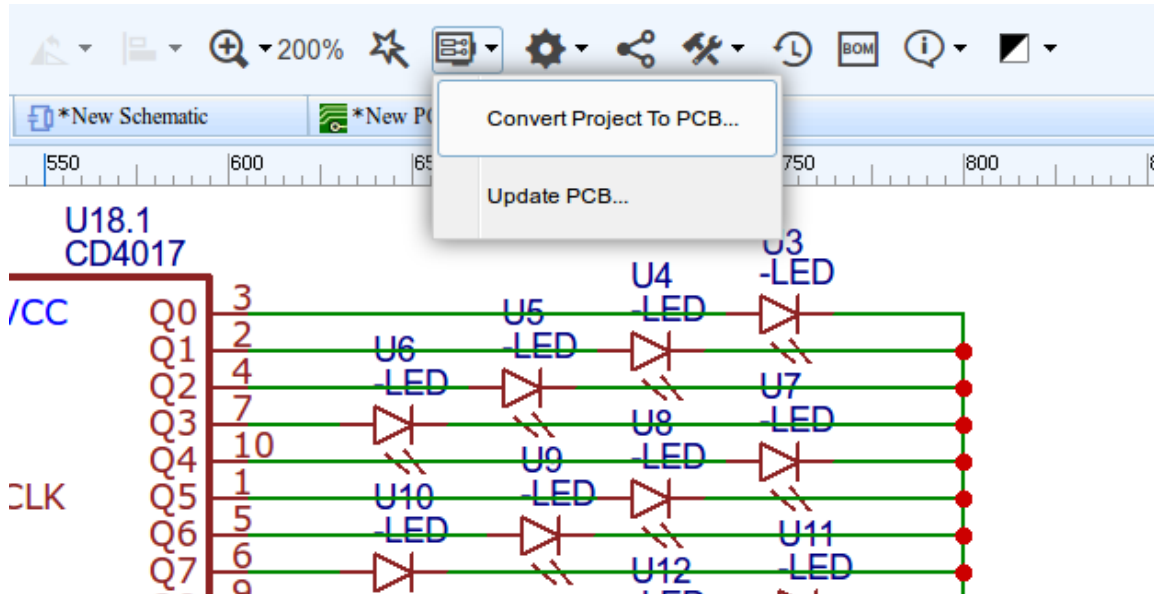 200%
BOM
*New Schematic
*New P
Convert Project To PCB...
Update PCB...
550
600
65
750
800
U18.1
CD4017
U3
-LED
U4
-LED
VCC
Q0
3
U5
-LED
Q1
2
U6
-LED
Q2
4
U7
-LED
Q3
7
U8
-LED
Q4
10
U9
-LED
CLK
Q5
1
U10
-LED
Q6
5
U11
-LED
Q7
6
U12
9